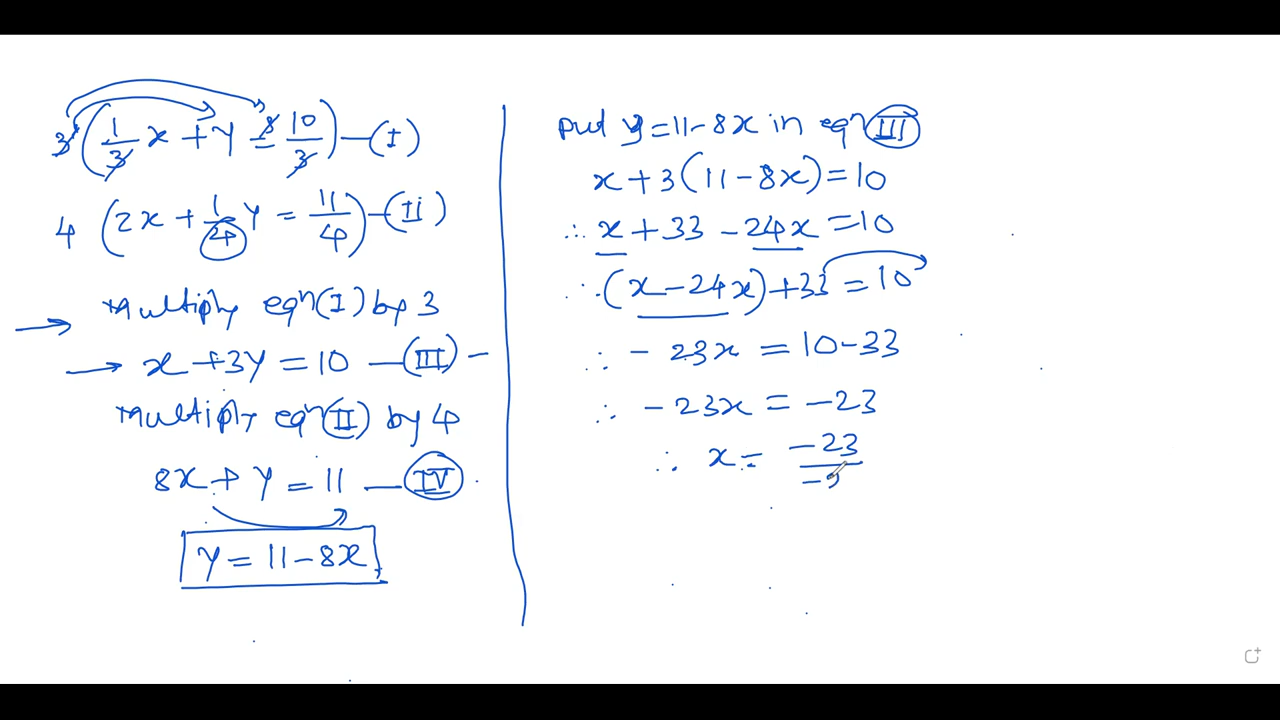 3(1/3 x + y = 10/3) — (I)
4 (2x + 1/4 y = 11/4) — (II)
Multiply eqn (I) by 3
→ x + 3y = 10 — (III) –
Multiply eqn (II) by 4
8x + y = 11 — (IV)
y = 11 – 8x
put y = 11 – 8x in eqn (III)
x + 3(11 – 8x) = 10
∴ x + 33 – 24x = 10
∴ (x – 24x) + 33 = 10
∴ – 23x = 10 – 33
∴ – 23x = – 23
∴ x = –23/–